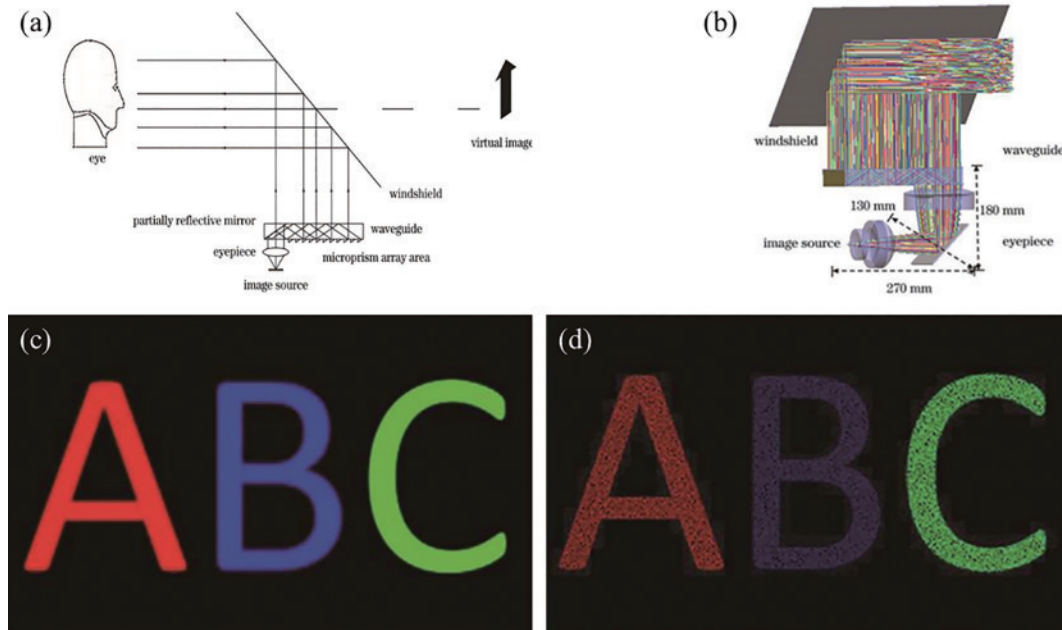 (a)
eye
virtual image
windshield
partially reflective mirror
waveguide
eyepiece
microprism array area
image source
(b)
windshield
waveguide
130 mm
180 mm
image source
eyepiece
270 mm
(c)
ABC
(d)
ABC